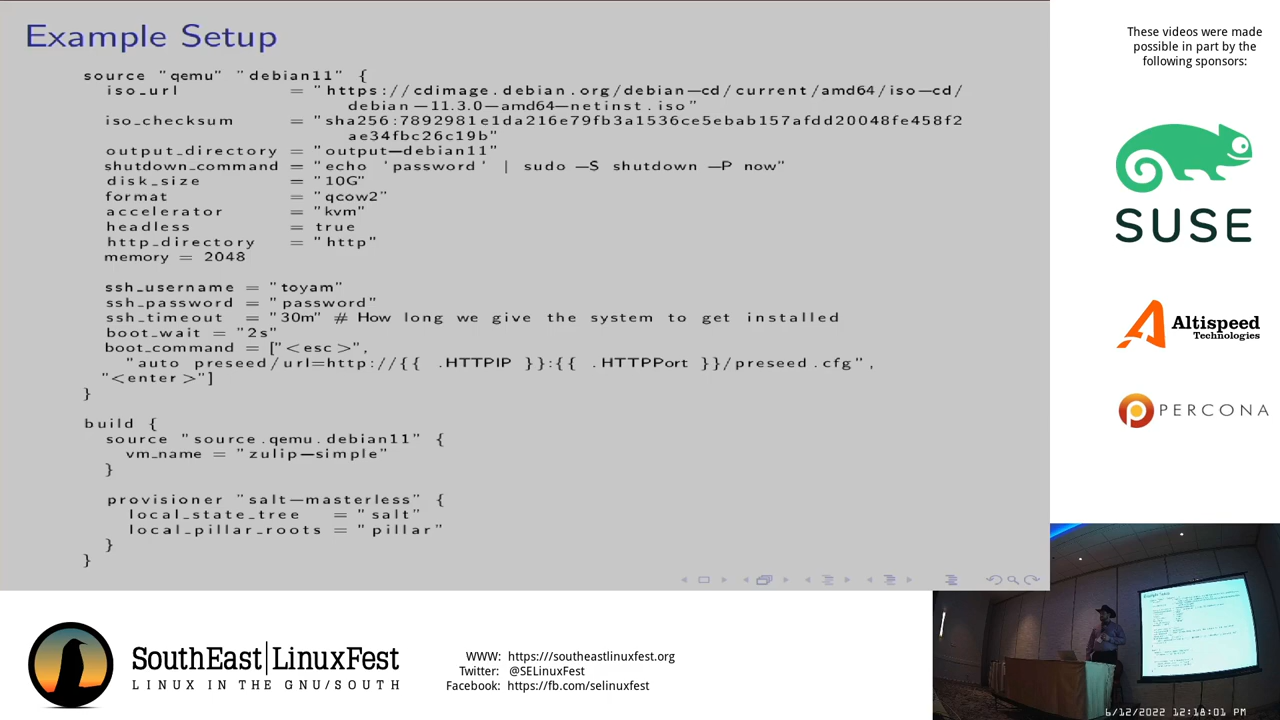 Example Setup
source "qemu" "debian11" {
iso_url = "https://cdimage.debian.org/debian-cd/current/amd64/iso-cd/
debian-11.3.0-amd64-netinst.iso"
iso_checksum = "sha256:7892981e1da216e79fb3a1536ce5ebab157afdd20048fe458f2
ae34fbc26c19b"
output_directory = "output-debian11"
shutdown_command = "echo 'password' | sudo -S shutdown -P now"
disk_size = "10G"
format = "qcow2"
accelerator = "kvm"
headless = true
http_directory = "http"
memory = 2048
ssh_username = "toyam"
ssh_password = "password"
ssh_timeout = "30m" # How long we give the system to get installed
boot_wait = "2s"
boot_command = ["<esc>",
"auto preseed/url=http://{{ .HTTPIP }}:{{ .HTTPPort }}/preseed.cfg",
"<enter>"]
}
build {
source "source.qemu.debian11" {
vm_name = "zulip-simple"
}
provisioner "salt-masterless" {
local_state_tree = "salt"
local_pillar_roots = "pillar"
}
}
These videos were made
possible in part by the
following sponsors:
SUSE
Altispeed
Technologies
PERCONA
SouthEast|LinuxFest
LINUX IN THE GNU/SOUTH
WWW: https:///southeastlinuxfest.org
Twitter: @SELinuxFest
Facebook: https://fb.com/selinuxfest
6/12/2022 12:18:01 PM